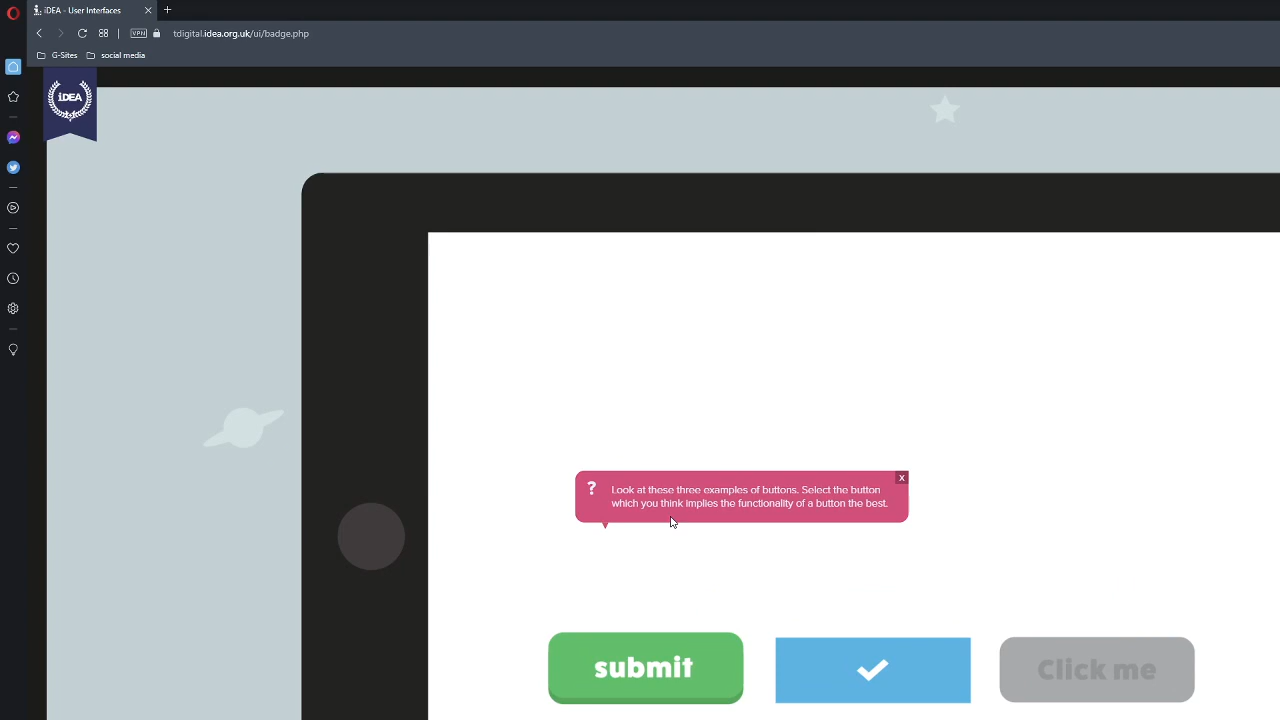 iDEA - User Interfaces
VPN
tdigital.idea.org.uk/ui/badge.php
G-Sites
social media
iDEA
? Look at these three examples of buttons. Select the button
which you think implies the functionality of a button the best.
X
submit
Click me